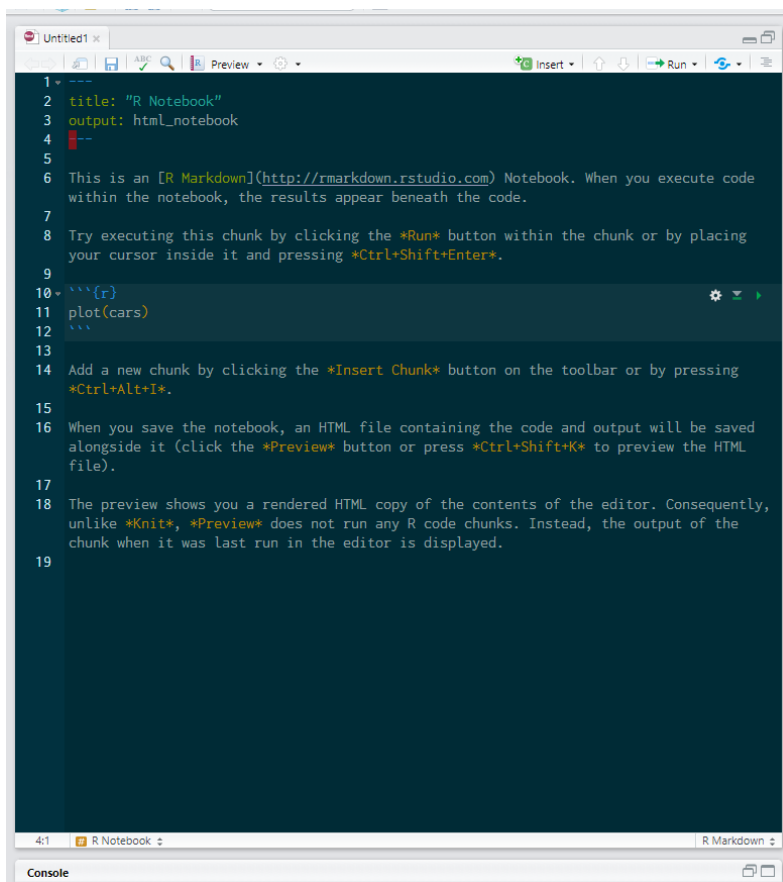 Untitled1
ABC Preview
Insert Run
1 ---
2 title: "R Notebook"
3 output: html_notebook
4 ---
5
6 This is an [R Markdown](http://rmarkdown.rstudio.com) Notebook. When you execute code
within the notebook, the results appear beneath the code.
7
8 Try executing this chunk by clicking the *Run* button within the chunk or by placing
your cursor inside it and pressing *Ctrl+Shift+Enter*.
9
10 ```{r}
11 plot(cars)
12 ```
13
14 Add a new chunk by clicking the *Insert Chunk* button on the toolbar or by pressing
*Ctrl+Alt+I*.
15
16 When you save the notebook, an HTML file containing the code and output will be saved
alongside it (click the *Preview* button or press *Ctrl+Shift+K* to preview the HTML
file).
17
18 The preview shows you a rendered HTML copy of the contents of the editor. Consequently,
unlike *Knit*, *Preview* does not run any R code chunks. Instead, the output of the
chunk when it was last run in the editor is displayed.
19
4:1 # R Notebook R Markdown
Console